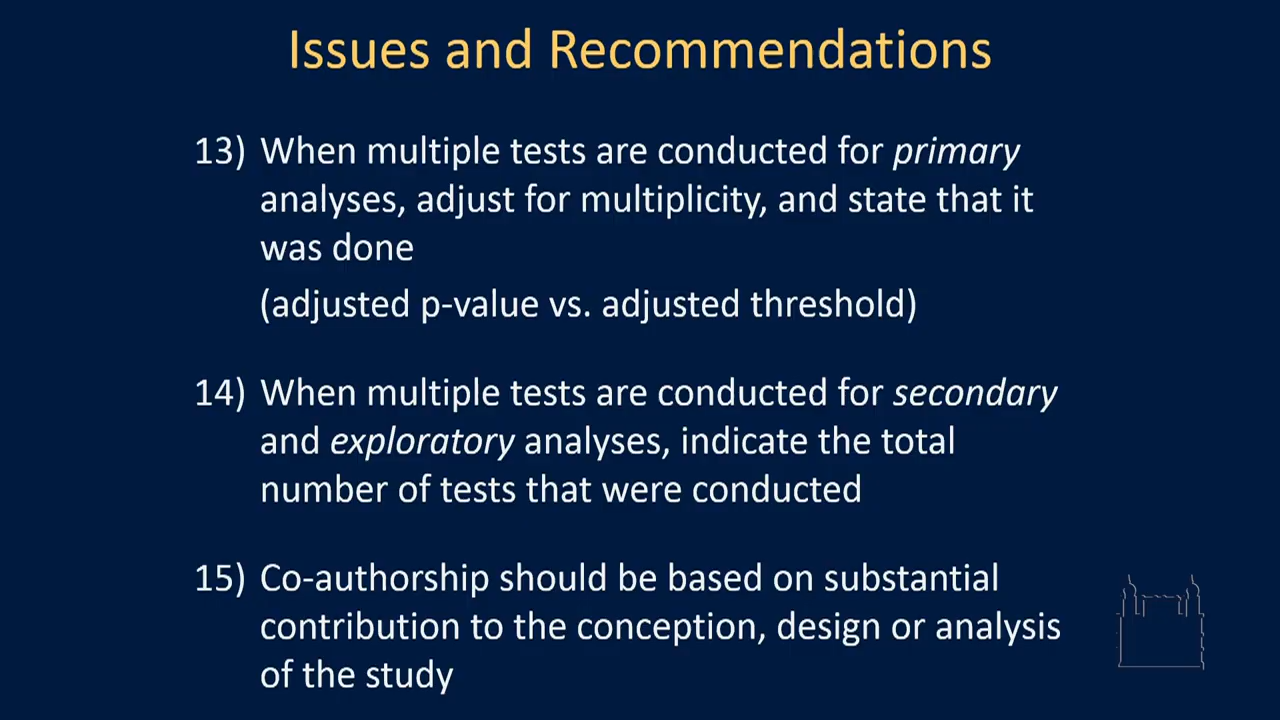 Issues and Recommendations
13) When multiple tests are conducted for primary
analyses, adjust for multiplicity, and state that it
was done
(adjusted p-value vs. adjusted threshold)
14) When multiple tests are conducted for secondary
and exploratory analyses, indicate the total
number of tests that were conducted
15) Co-authorship should be based on substantial
contribution to the conception, design or analysis
of the study